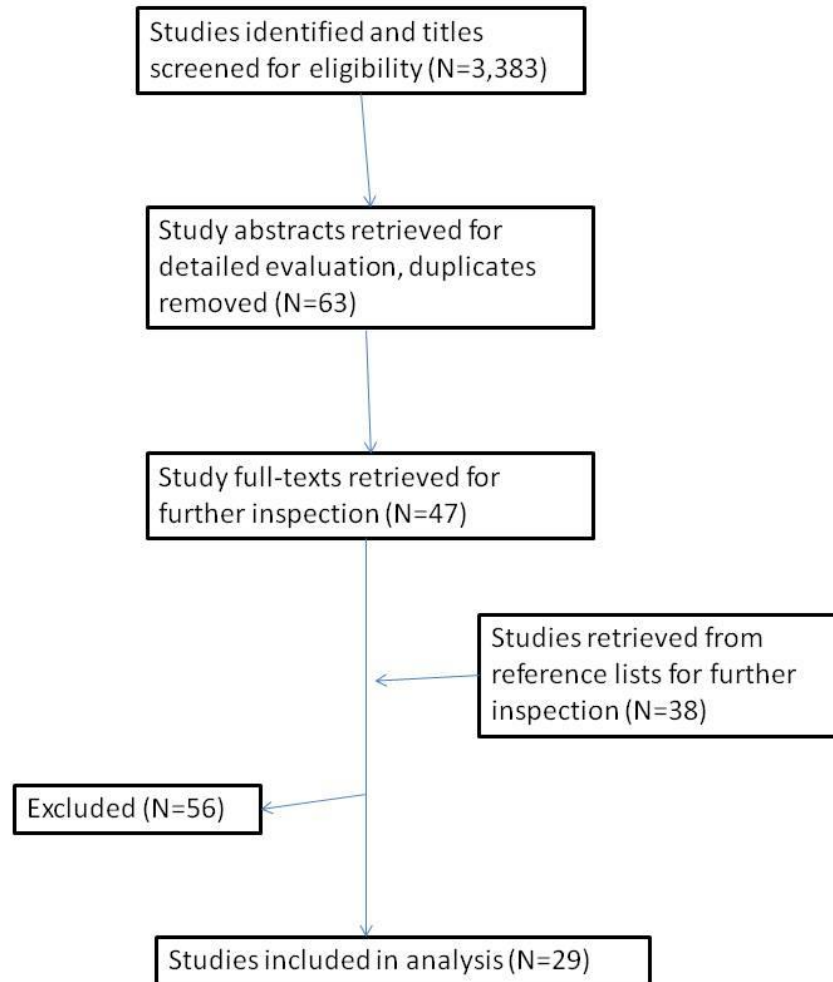 Studies identified and titles
screened for eligibility (N=3,383)
Study abstracts retrieved for
detailed evaluation, duplicates
removed (N=63)
Study full-texts retrieved for
further inspection (N=47)
Studies retrieved from
reference lists for further
inspection (N=38)
Excluded (N=56)
Studies included in analysis (N=29)